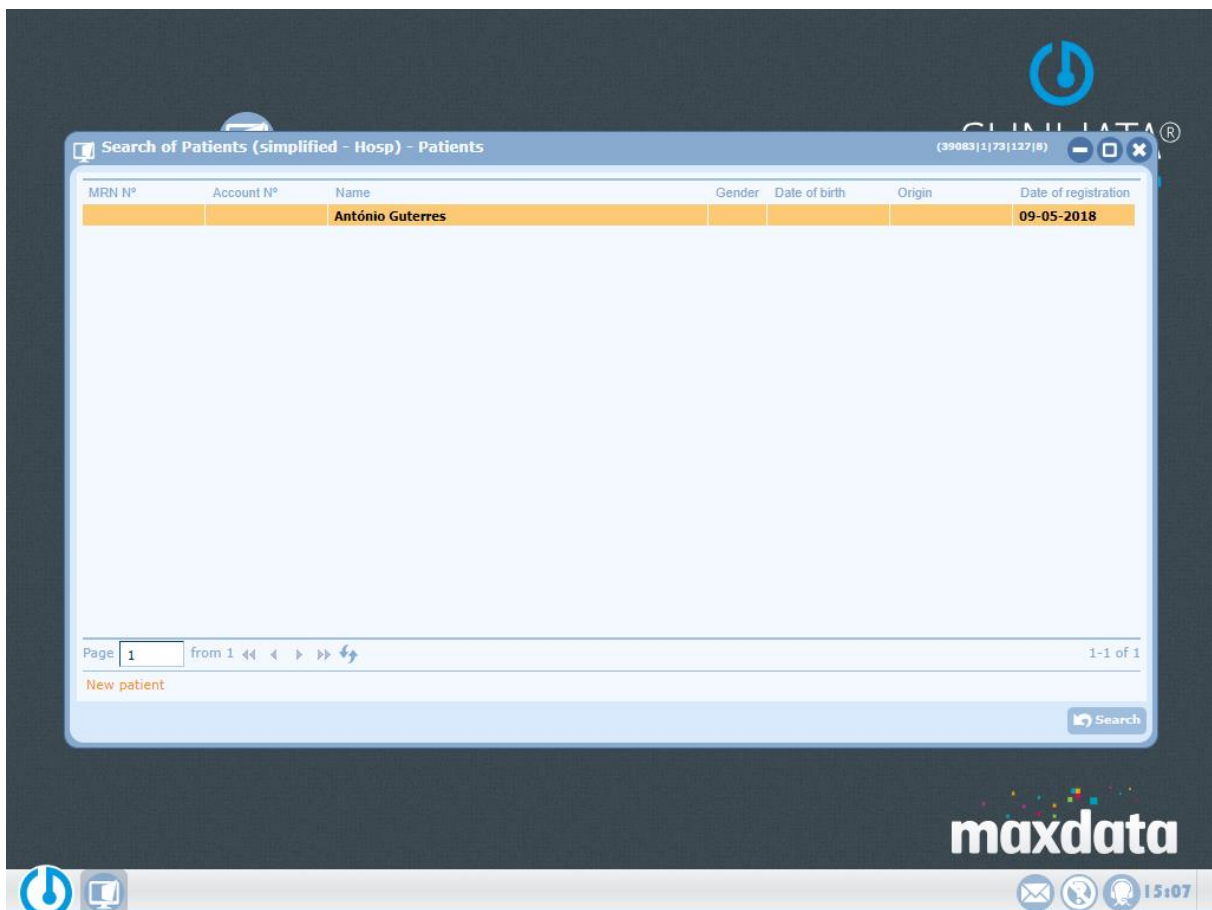 Search of Patients (simplified - Hosp) - Patients (39083|1|73|127|8)
MRN Nº Account Nº Name Gender Date of birth Origin Date of registration
António Guterres 09-05-2018
Page 1 from 1 1-1 of 1
New patient
Search
maxdata
15:07